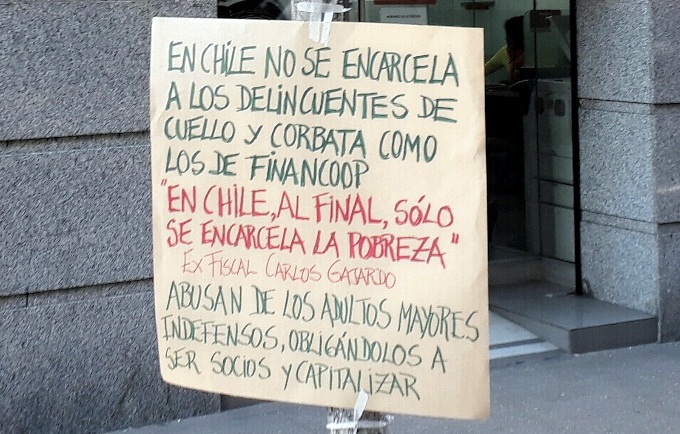 EN CHILE NO SE ENCARCELA
A LOS DELINCUENTES DE
CUELLO Y CORBATA COMO
LOS DE FINANCOOP
"EN CHILE, AL FINAL, SÓLO
SE ENCARCELA LA POBREZA"
EX FISCAL CARLOS GAJARDO
ABUSAN DE LOS ADULTOS MAYORES
INDEFENSOS, OBLIGÁNDOLOS A
SER SOCIOS Y CAPITALIZAR